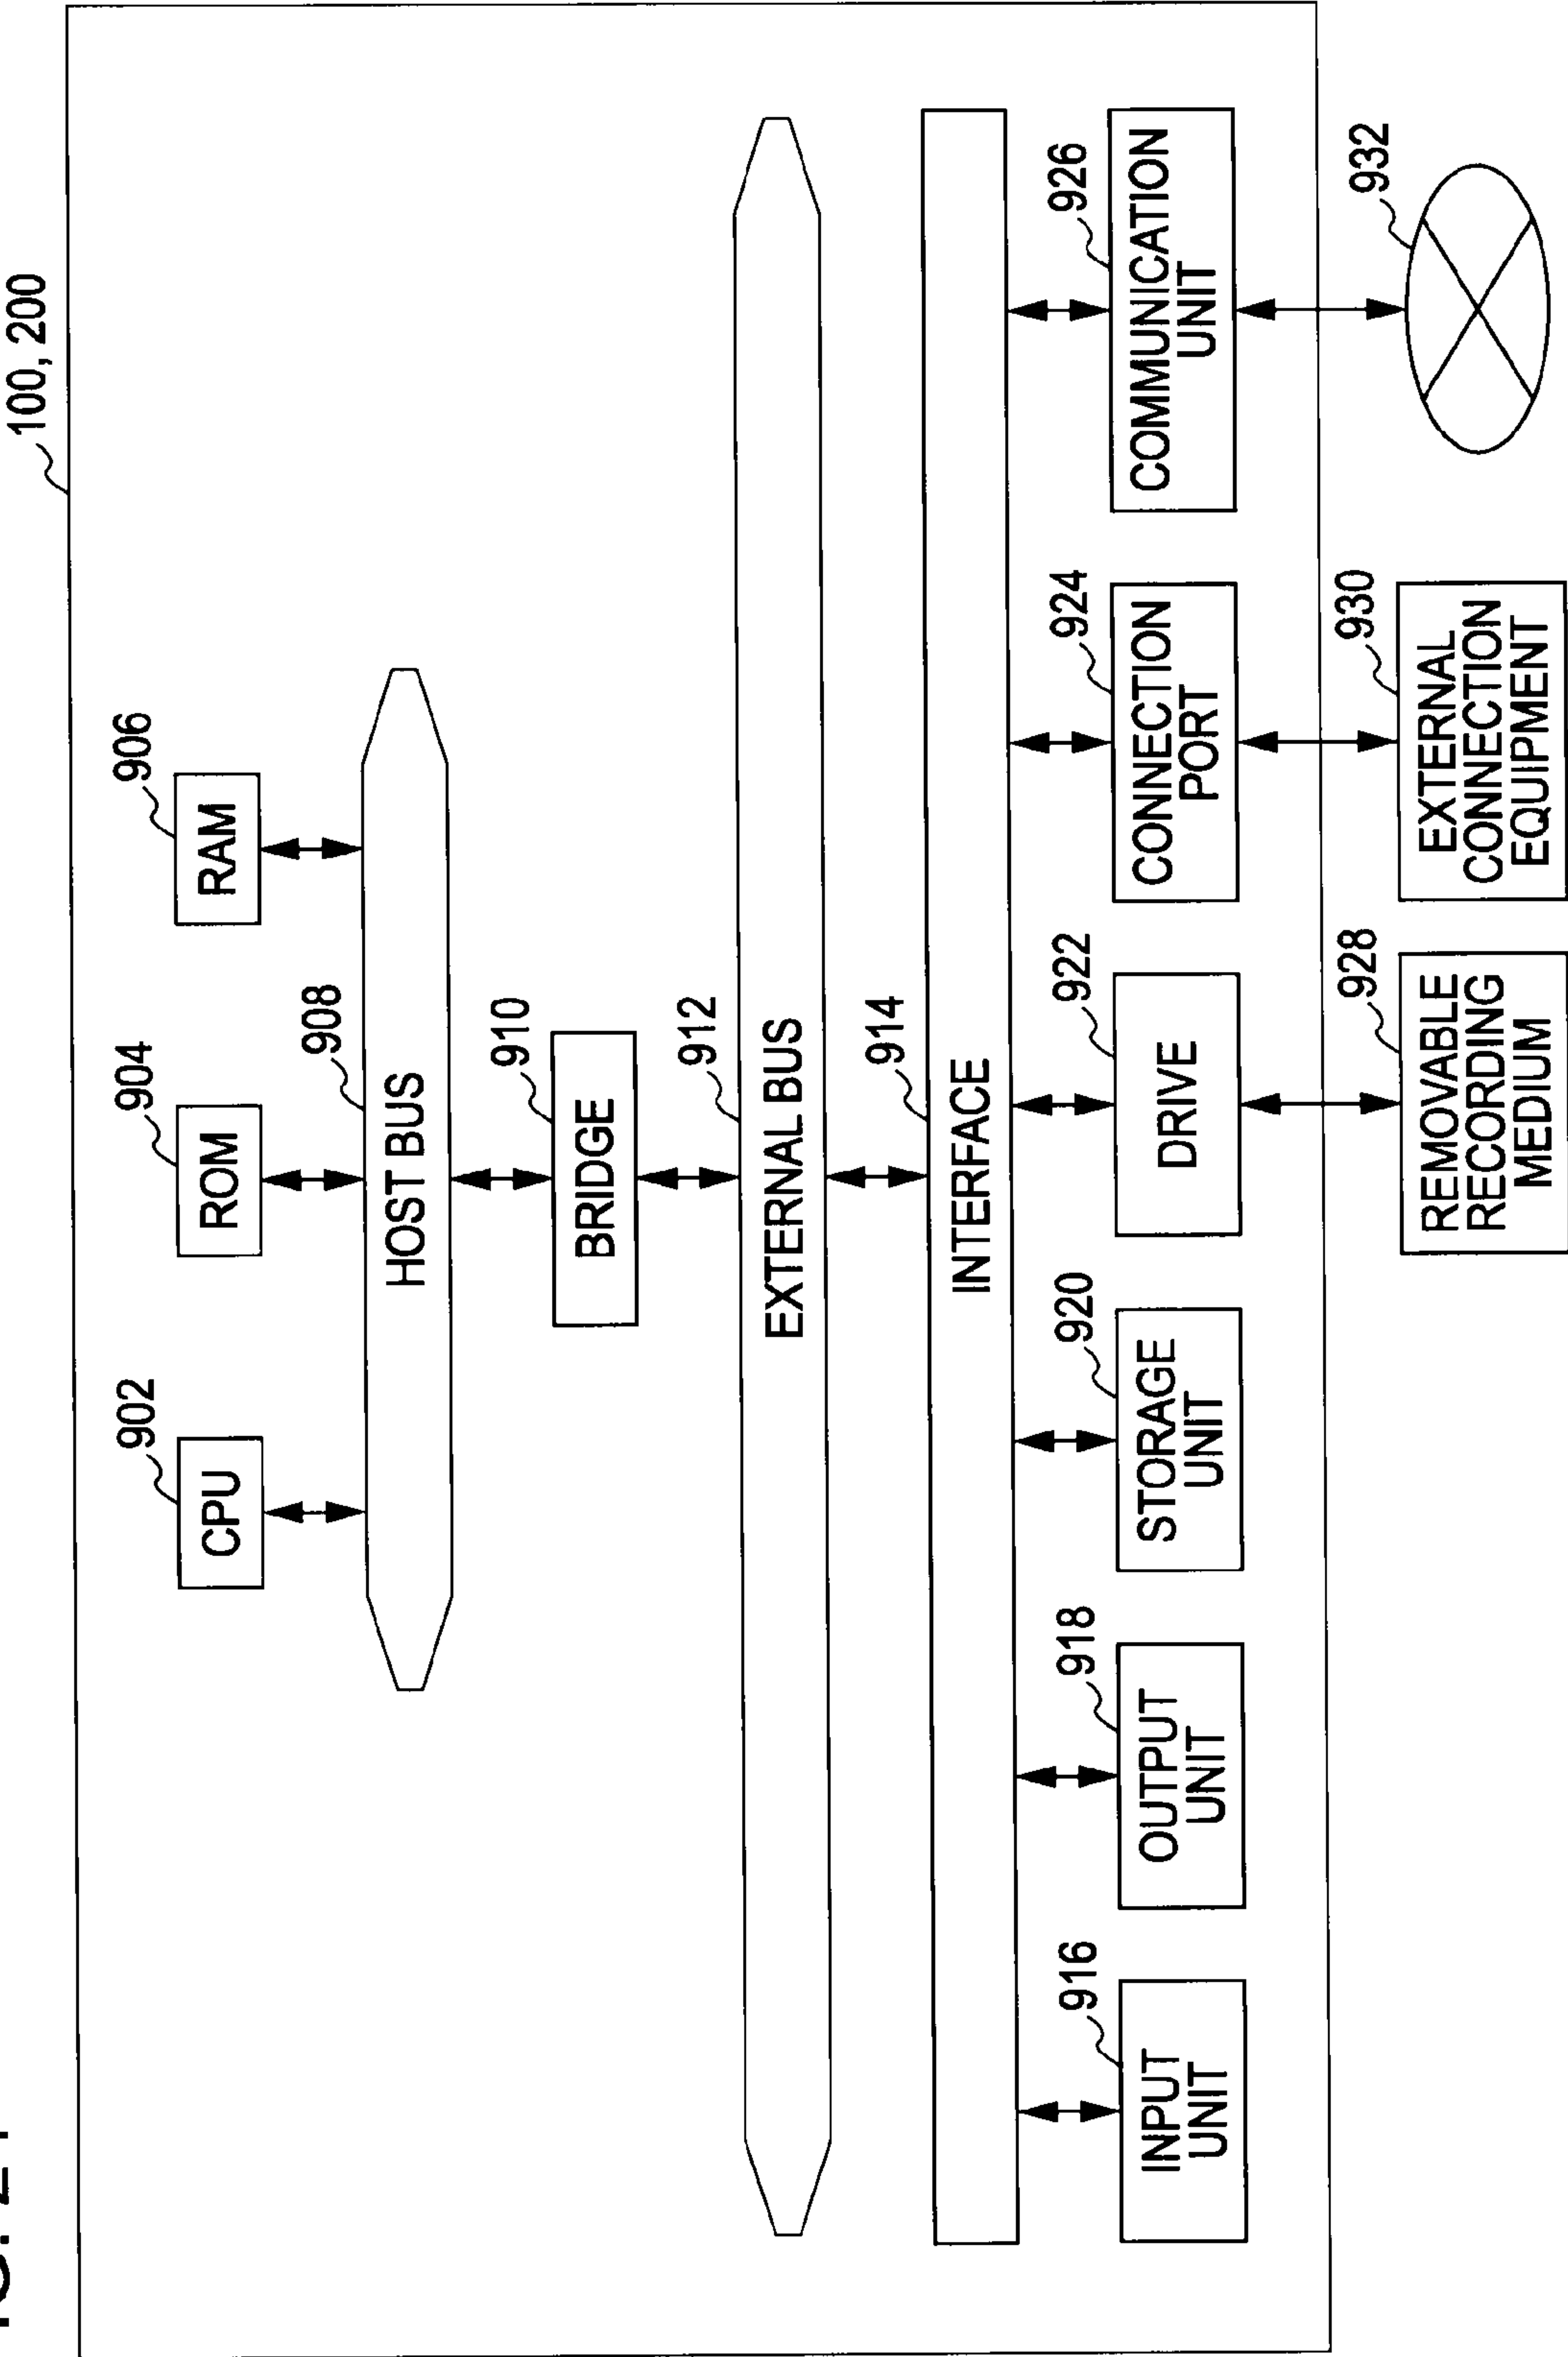 100, 200
902
904
906
CPU
ROM
RAM
908
HOST BUS
910
BRIDGE
912
EXTERNAL BUS
914
INTERFACE
916
918
920
922
924
926
INPUT
UNIT
OUTPUT
UNIT
STORAGE
UNIT
DRIVE
CONNECTION
PORT
COMMUNICATION
UNIT
928
930
932
REMOVABLE
RECORDING
MEDIUM
EXTERNAL
CONNECTION
EQUIPMENT